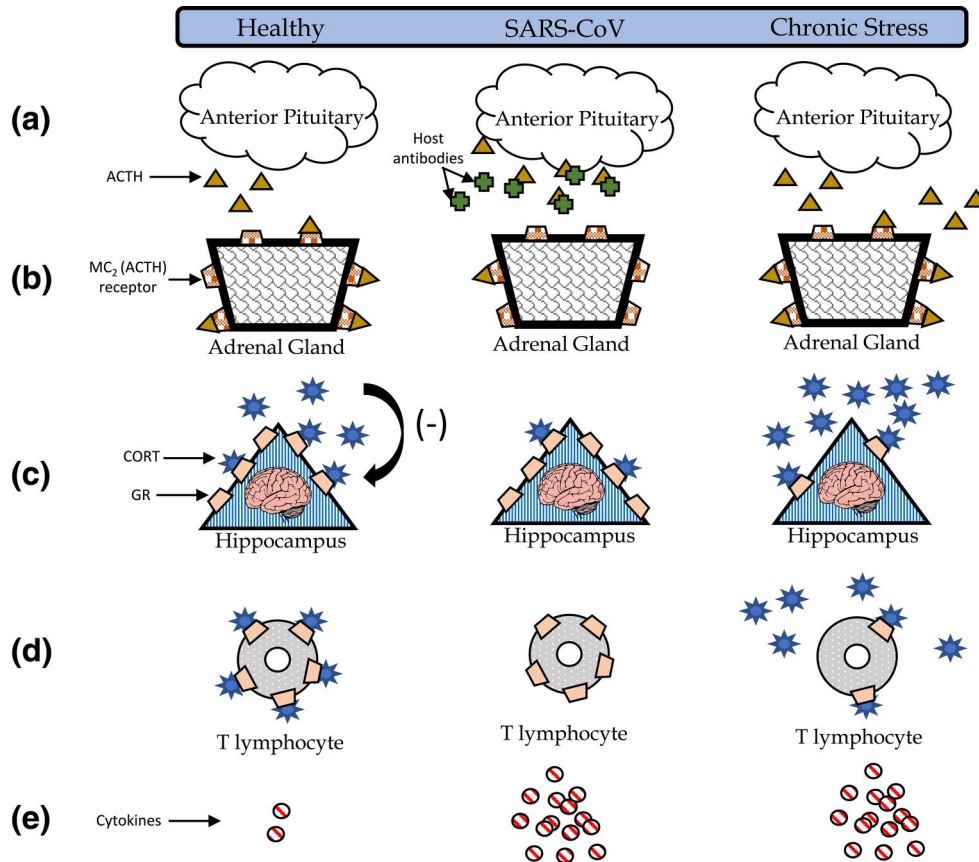 Healthy SARS-CoV Chronic Stress
(a)
Anterior Pituitary Anterior Pituitary Anterior Pituitary
Host
antibodies
ACTH
(b)
MC₂ (ACTH)
receptor
Adrenal Gland Adrenal Gland Adrenal Gland
(-)
(c)
CORT
GR
Hippocampus Hippocampus Hippocampus
(d)
T lymphocyte T lymphocyte T lymphocyte
(e)
Cytokines